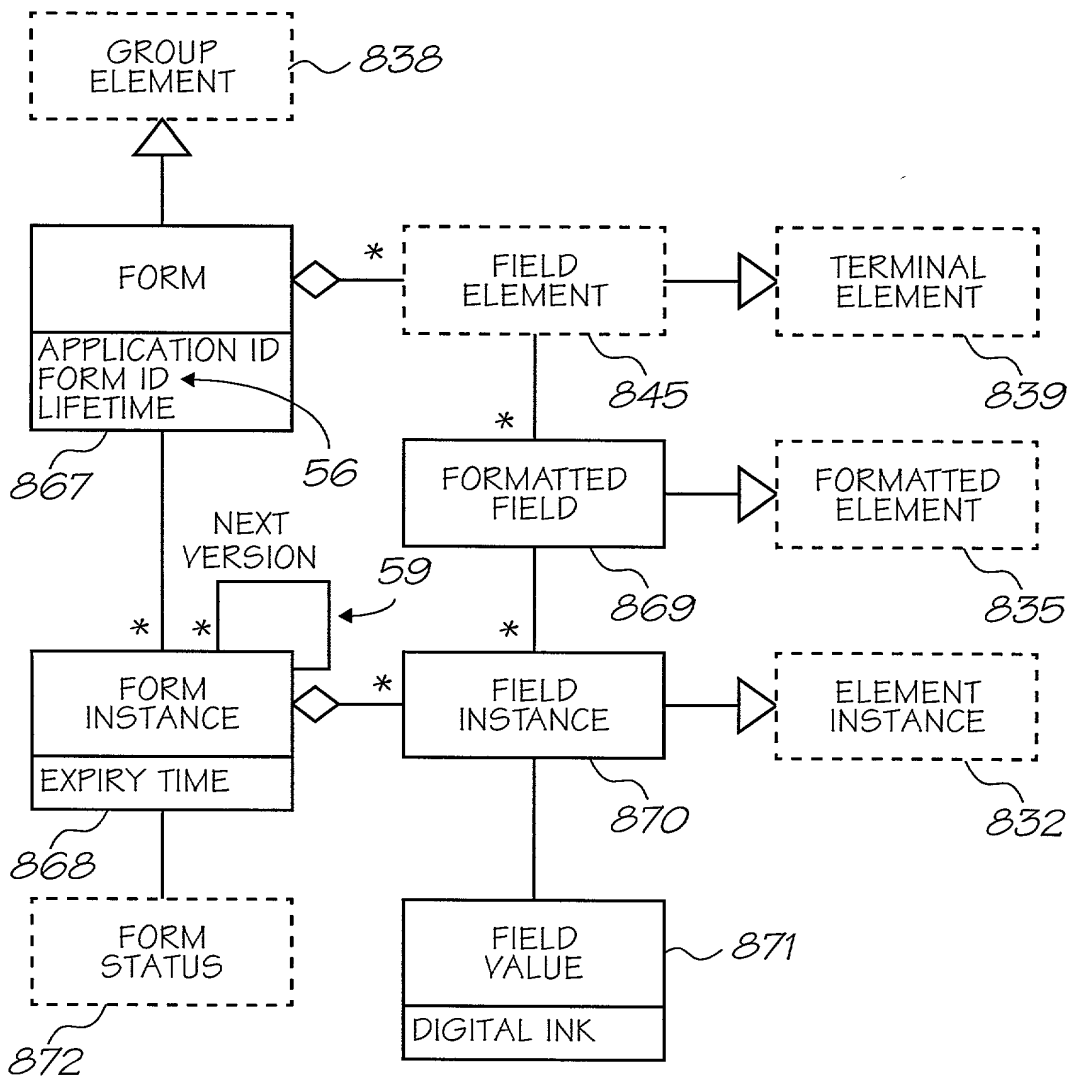 GROUP
ELEMENT
838
FORM
*
FIELD
ELEMENT
TERMINAL
ELEMENT
APPLICATION ID
FORM ID
LIFETIME
845
839
867
56
*
FORMATTED
FIELD
FORMATTED
ELEMENT
NEXT
VERSION
59
869
835
*
*
*
FORM
INSTANCE
*
FIELD
INSTANCE
ELEMENT
INSTANCE
EXPIRY TIME
870
832
868
FORM
STATUS
FIELD
VALUE
871
DIGITAL INK
872